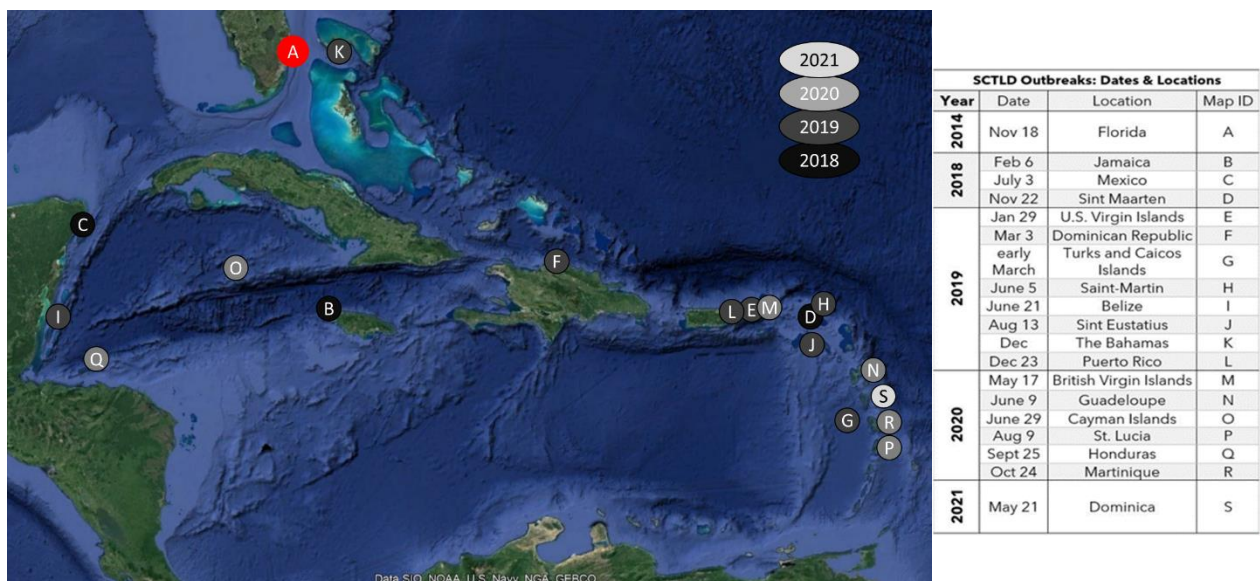 A
K
2021
2020
2019
2018
C
O
F
B
I
L
E
M
D
H
J
Q
N
S
G
R
P
Data SIO, NOAA, U.S. Navy, NGA, GEBCO
SCTLD Outbreaks: Dates & Locations
Year Date Location Map ID
2014 Nov 18 Florida A
2018 Feb 6 Jamaica B
July 3 Mexico C
Nov 22 Sint Maarten D
2019 Jan 29 U.S. Virgin Islands E
Mar 3 Dominican Republic F
early March Turks and Caicos Islands G
June 5 Saint-Martin H
June 21 Belize I
Aug 13 Sint Eustatius J
Dec The Bahamas K
Dec 23 Puerto Rico L
2020 May 17 British Virgin Islands M
June 9 Guadeloupe N
June 29 Cayman Islands O
Aug 9 St. Lucia P
Sept 25 Honduras Q
Oct 24 Martinique R
2021 May 21 Dominica S